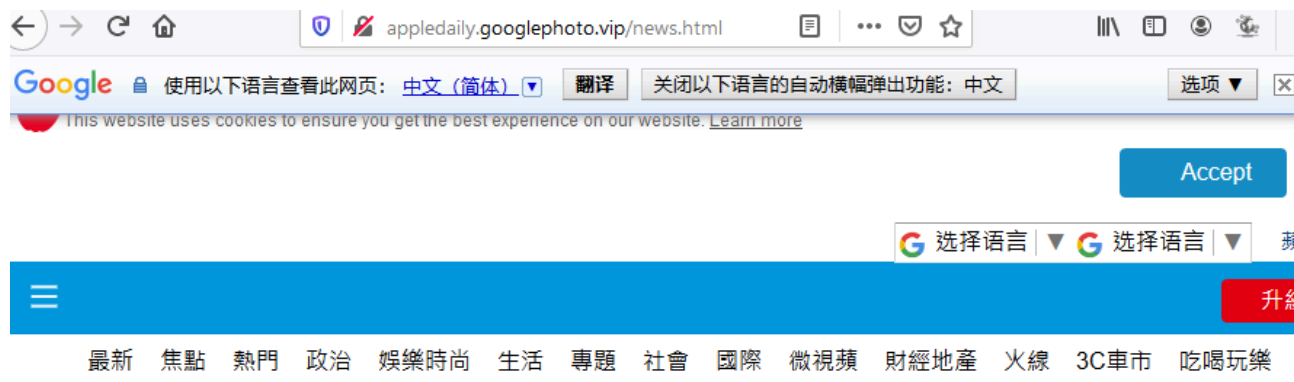 appledaily.googlephoto.vip/news.html
Google 使用以下语言查看此网页: 中文（简体） 翻译 关闭以下语言的自动横幅弹出功能: 中文 选项 ▼
This website uses cookies to ensure you get the best experience on our website. Learn more
Accept
选择语言 ▼ 选择语言 ▼
升
最新 焦點 熱門 政治 娛樂時尚 生活 專題 社會 國際 微視蘋 財經地產 火線 3C車市 吃喝玩樂